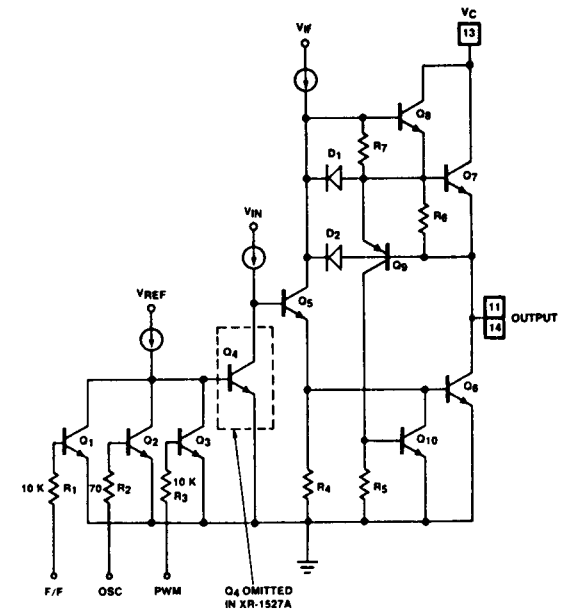 VC
13
VIF
Q8
R7
D1
Q7
R6
VIN
D2
Q9
Q5
VREF
11
14
OUTPUT
Q4
Q6
Q1
Q2
Q3
Q10
10 K
R1
70
R2
10 K
R3
R4
R5
F/F
OSC
PWM
Q4 OMITTED
IN XR-1527A